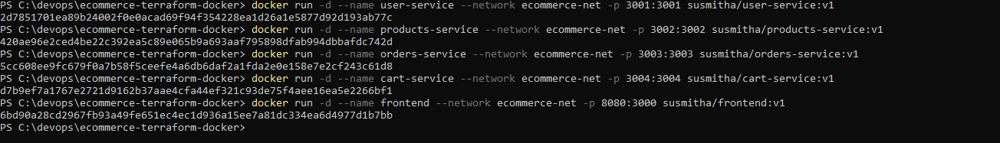 PS C:\devops\ecommerce-terraform-docker> docker run -d --name user-service --network ecommerce-net -p 3001:3001 susmitha/user-service:v1
2d7851701ea89b24002f0e0acad69f94f354228ea1d26a1e5877d92d193ab77c
PS C:\devops\ecommerce-terraform-docker> docker run -d --name products-service --network ecommerce-net -p 3002:3002 susmitha/products-service:v1
420ae96e2ced4be22c392ea5c89e065b9a693aaf795898dfab994dbbafdc742d
PS C:\devops\ecommerce-terraform-docker> docker run -d --name orders-service --network ecommerce-net -p 3003:3003 susmitha/orders-service:v1
5cc608ee9fc679f0a7b58f5ceefe4a6db6daf2a1fda2e0e158e7e2cf243c61d8
PS C:\devops\ecommerce-terraform-docker> docker run -d --name cart-service --network ecommerce-net -p 3004:3004 susmitha/cart-service:v1
d7b9ef7a1767e2721d9162b37aae4cfa44ef321c93de75f4aee16ea5e2266bf1
PS C:\devops\ecommerce-terraform-docker> docker run -d --name frontend --network ecommerce-net -p 8080:3000 susmitha/frontend:v1
6bd90a28cd2967fb93a49fe651ec4ec1d936a15ee7a81dc334ea6d4977d1b7bb
PS C:\devops\ecommerce-terraform-docker>